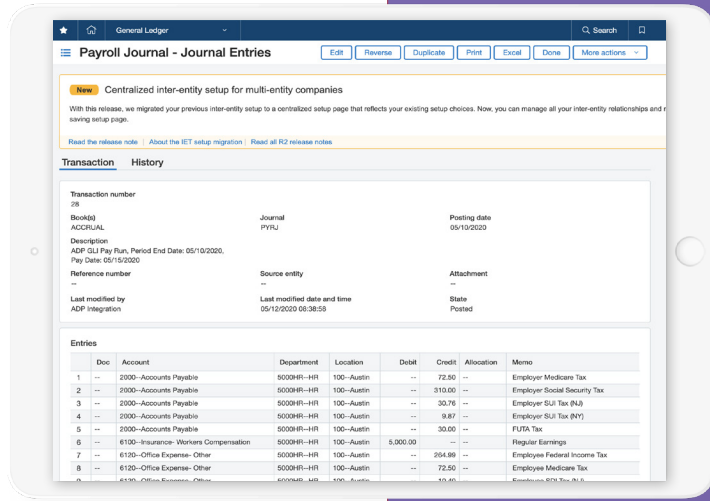 General Ledger
Search
Payroll Journal - Journal Entries
Edit Reverse Duplicate Print Excel Done More actions
New Centralized inter-entity setup for multi-entity companies
With this release, we migrated your previous inter-entity setup to a centralized setup page that reflects your existing setup choices. Now, you can manage all your inter-entity relationships and
saving setup page.
Read the release note | About the IET setup migration | Read all R2 release notes
Transaction History
Transaction number
28
Book(s) Journal Posting date
ACCRUAL PYRJ 05/10/2020
Description
ADP GLI Pay Run, Period End Date: 05/10/2020,
Pay Date: 05/15/2020
Reference number Source entity Attachment
-- -- --
Last modified by Last modified date and time State
ADP Integration 05/12/2020 08:38:58 Posted
Entries
Doc Account Department Location Debit Credit Allocation Memo
1 -- 2000--Accounts Payable 5000HR--HR 100--Austin -- 72.50 -- Employer Medicare Tax
2 -- 2000--Accounts Payable 5000HR--HR 100--Austin -- 310.00 -- Employer Social Security Tax
3 -- 2000--Accounts Payable 5000HR--HR 100--Austin -- 30.76 -- Employer SUI Tax (NJ)
4 -- 2000--Accounts Payable 5000HR--HR 100--Austin -- 9.87 -- Employer SUI Tax (NY)
5 -- 2000--Accounts Payable 5000HR--HR 100--Austin -- 30.00 -- FUTA Tax
6 -- 6100--Insurance- Workers Compensation 5000HR--HR 100--Austin 5,000.00 -- -- Regular Earnings
7 -- 6120--Office Expense- Other 5000HR--HR 100--Austin -- 264.99 -- Employee Federal Income Tax
8 -- 6120--Office Expense- Other 5000HR--HR 100--Austin -- 72.50 -- Employee Medicare Tax